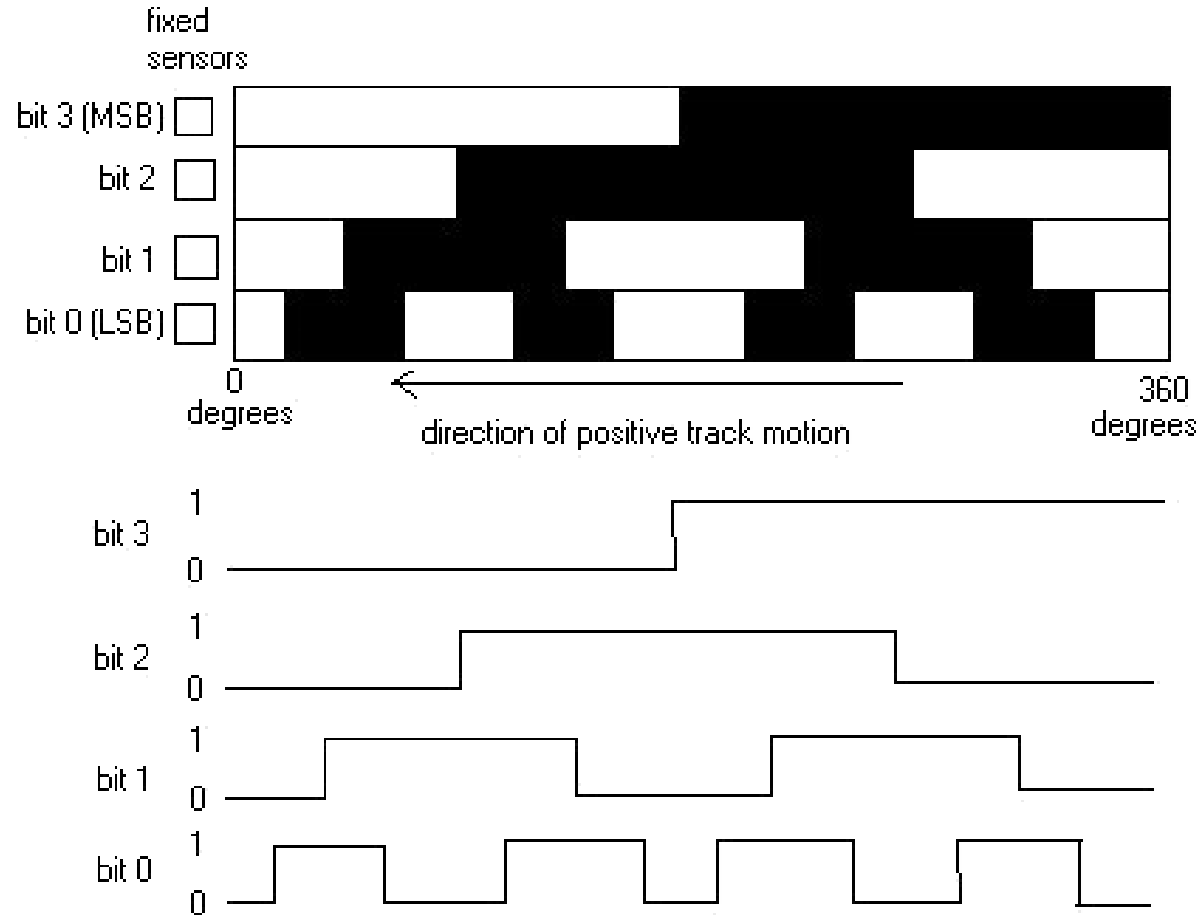 fixed
sensors
bit 3 (MSB)
bit 2
bit 1
bit 0 (LSB)
0
degrees
360
degrees
direction of positive track motion
1
bit 3
0
1
bit 2
0
1
bit 1
0
1
bit 0
0